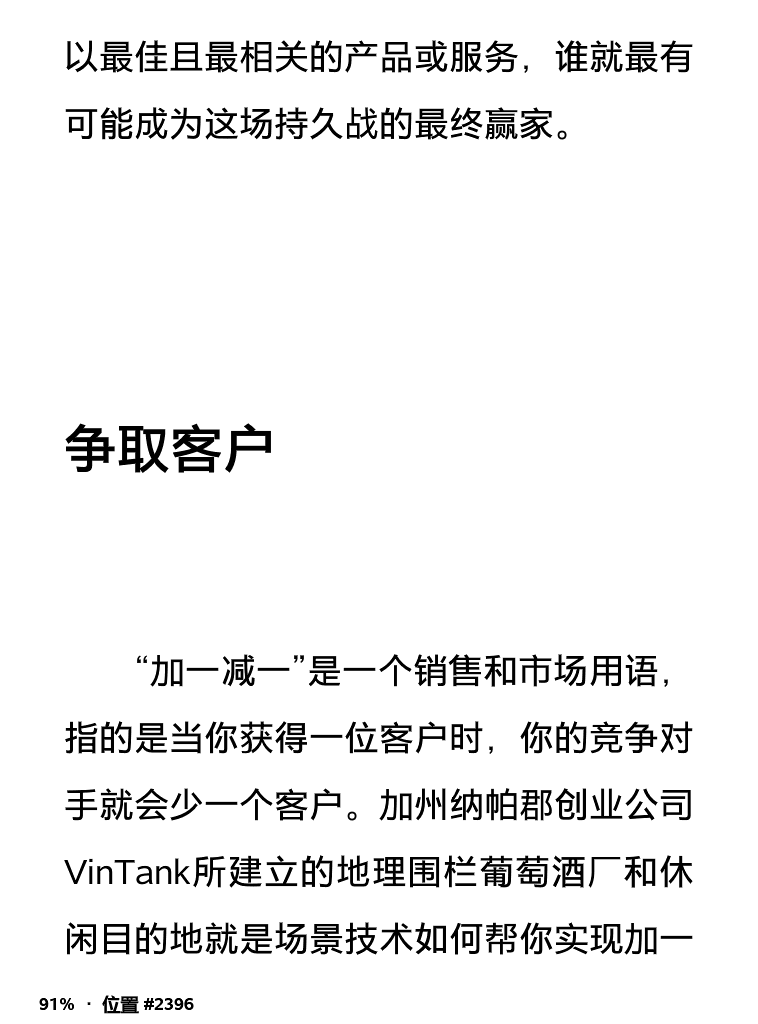 以最佳且最相关的产品或服务，谁就最有
可能成为这场持久战的最终赢家。
争取客户
“加一减一”是一个销售和市场用语，
指的是当你获得一位客户时，你的竞争对
手就会少一个客户。加州纳帕郡创业公司
VinTank所建立的地理围栏葡萄酒厂和休
闲目的地就是场景技术如何帮你实现加一
91% · 位置 #2396